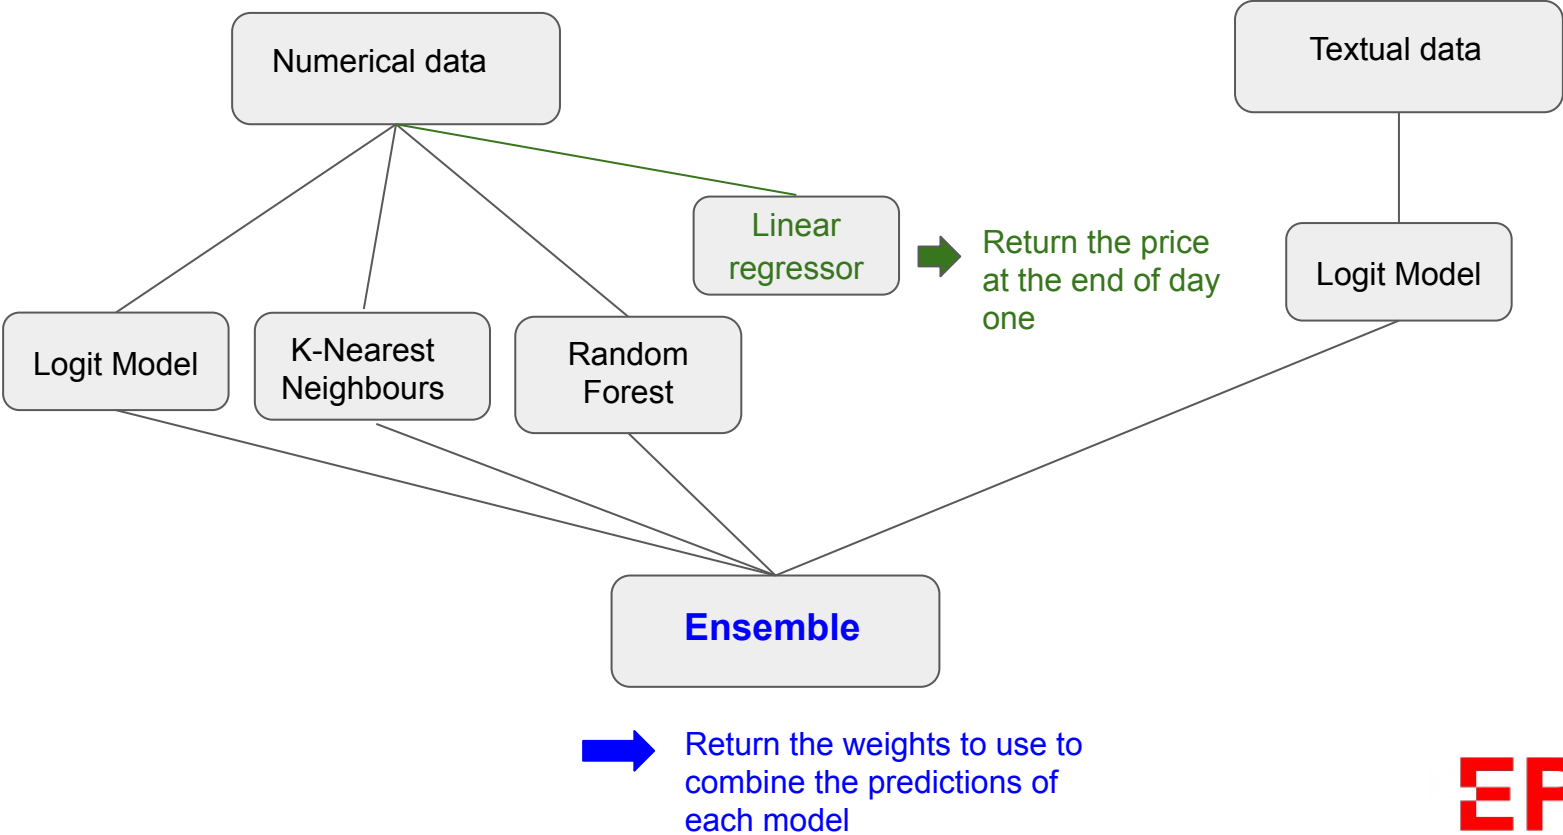 Numerical data
Textual data
Linear
regressor
Return the price
at the end of day
one
Logit Model
Logit Model
K-Nearest
Neighbours
Random
Forest
Ensemble
Return the weights to use to
combine the predictions of
each model